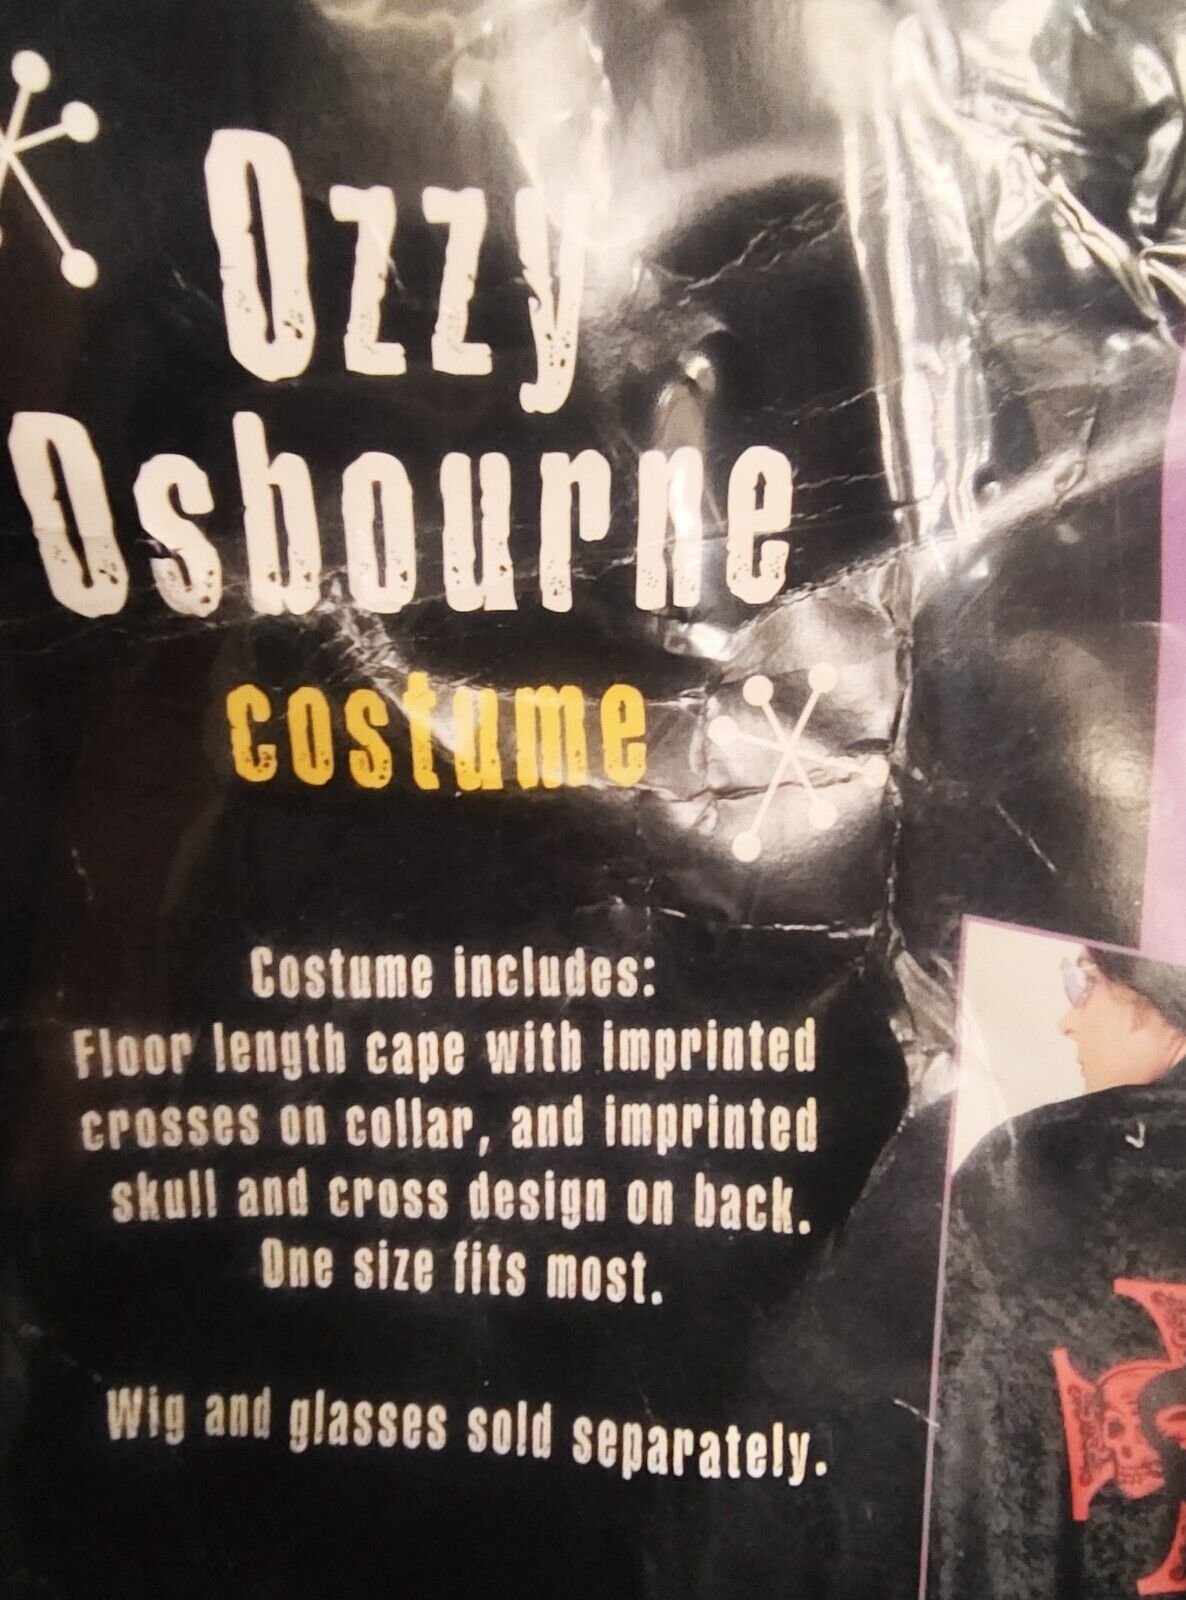 Ozzy
Osbourne
costume
Costume includes:
Floor length cape with imprinted
crosses on collar, and imprinted
skull and cross design on back.
One size fits most.
Wig and glasses sold separately.